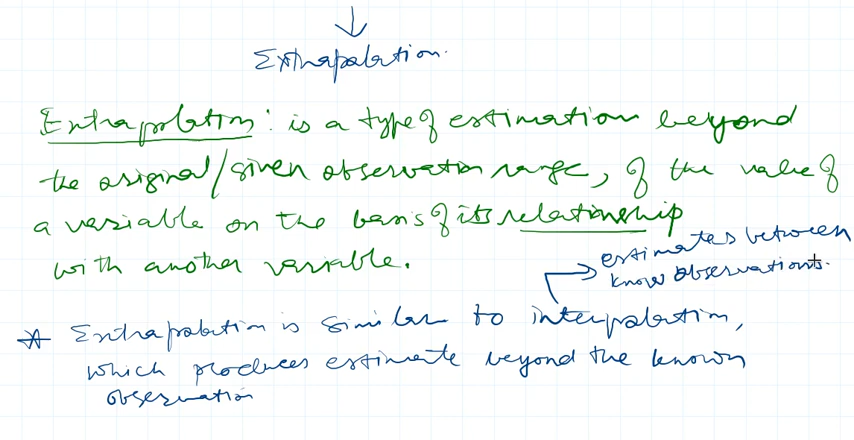 Extrapolation.
Extrapolation: is a type of estimation beyond
the original/given observation range, of the value of
a variable on the basis of its relationship
with another variable.
estimates between
know observations.
* Extrapolation is similar to interpolation,
which produces estimate beyond the known
observation